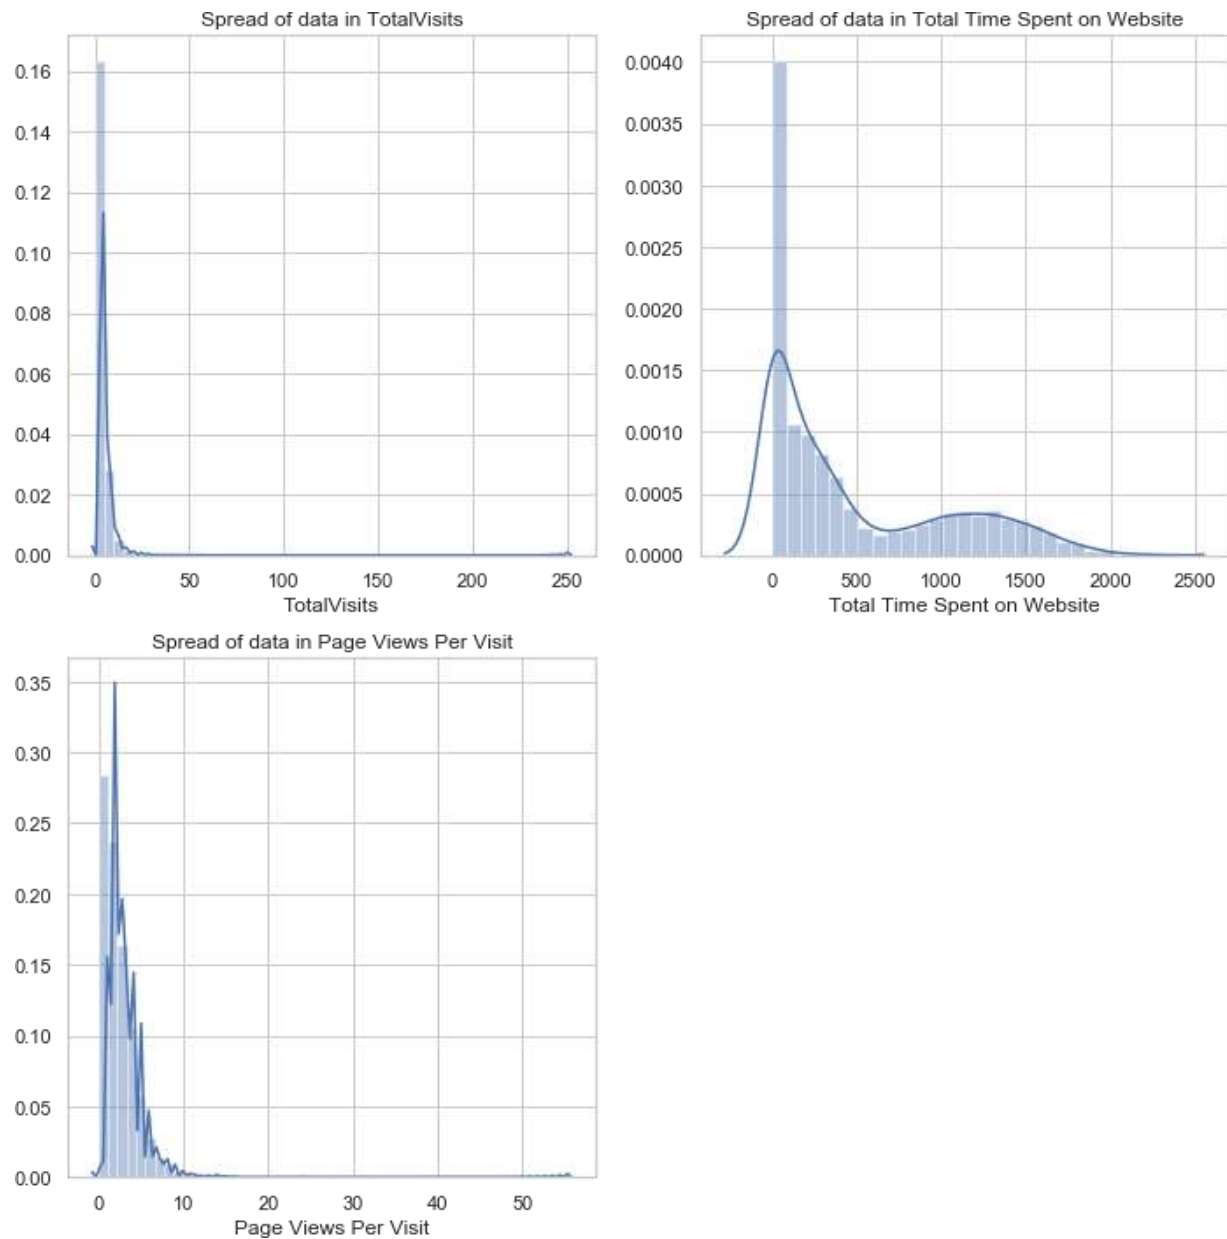 Spread of data in TotalVisits
0.16
0.14
0.12
0.10
0.08
0.06
0.04
0.02
0.00
0 50 100 150 200 250
TotalVisits
Spread of data in Total Time Spent on Website
0.0040
0.0035
0.0030
0.0025
0.0020
0.0015
0.0010
0.0005
0.0000
0 500 1000 1500 2000 2500
Total Time Spent on Website
Spread of data in Page Views Per Visit
0.35
0.30
0.25
0.20
0.15
0.10
0.05
0.00
0 10 20 30 40 50
Page Views Per Visit